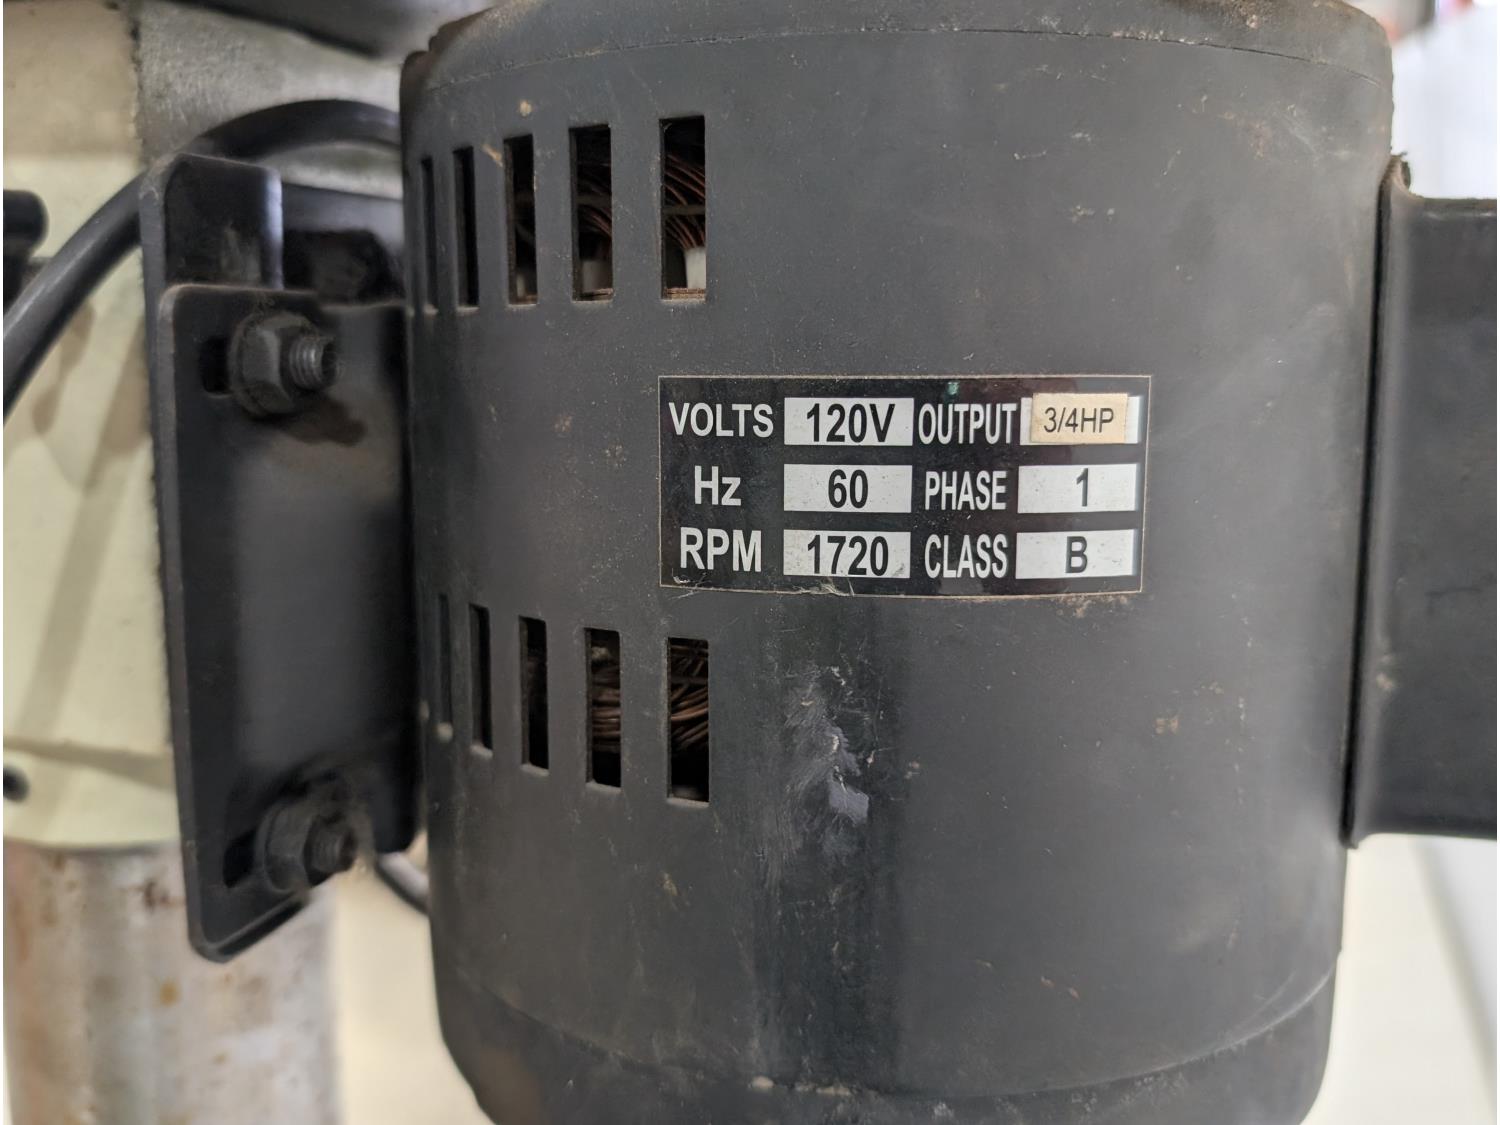 VOLTS 120V OUTPUT 3/4HP
Hz 60 PHASE 1
RPM 1720 CLASS B